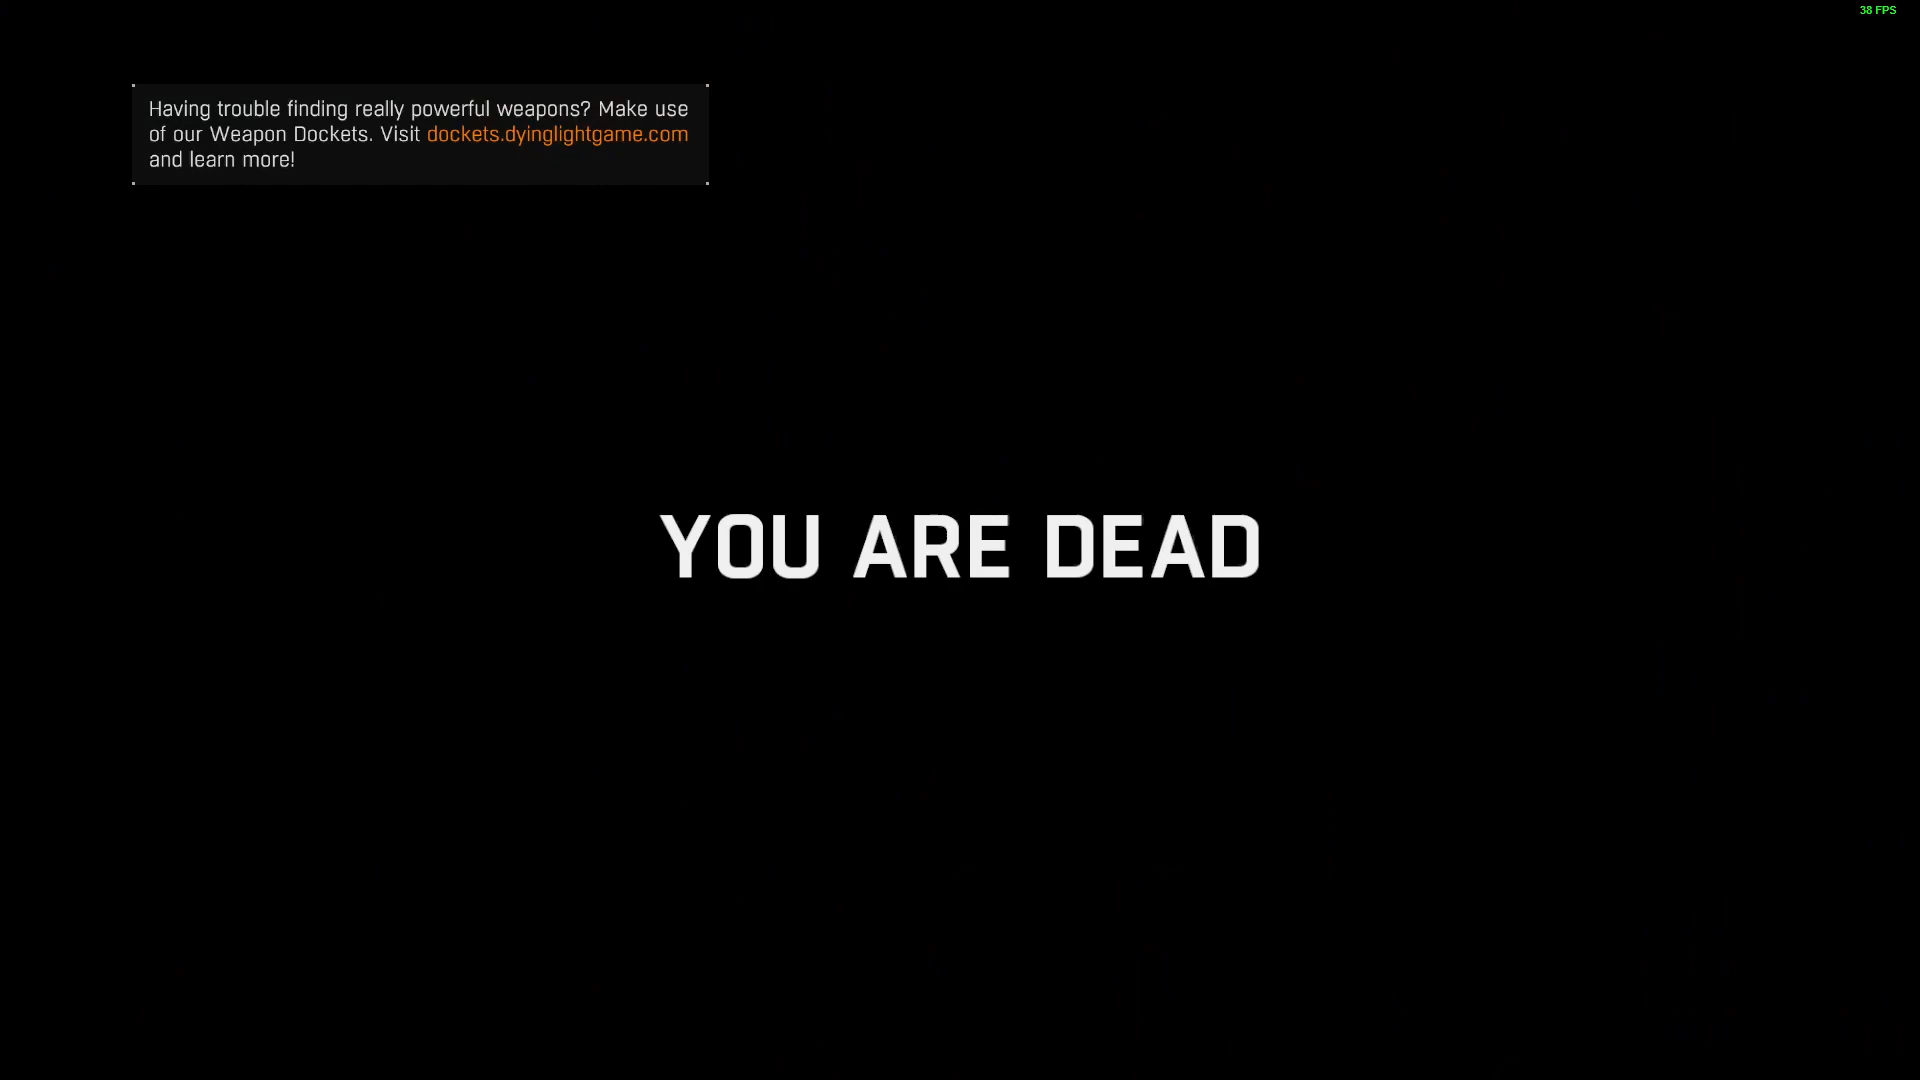 38 FPS
Having trouble finding really powerful weapons? Make use
of our Weapon Dockets. Visit dockets.dyinglightgame.com
and learn more!
YOU ARE DEAD